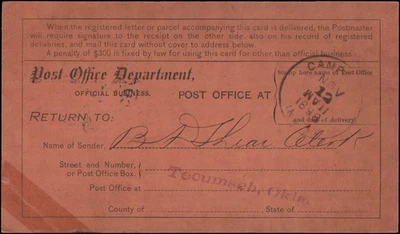 When the registered letter or parcel accompanying this card is delivered, the Postmaster
will require signature to the receipt on the other side, also on his record of registered
deliveries, and mail this card without cover to address below.
A penalty of $300 is fixed by law for using this card for other than official business.
Post Office Department,
OFFICIAL BUSINESS.
Stamp here name of Post Office
POST OFFICE AT
and date of delivery.
RETURN TO:
Name of Sender,
Street and Number,
or Post Office Box.
Tecumseh, Okla.
Post Office at
County of
State of